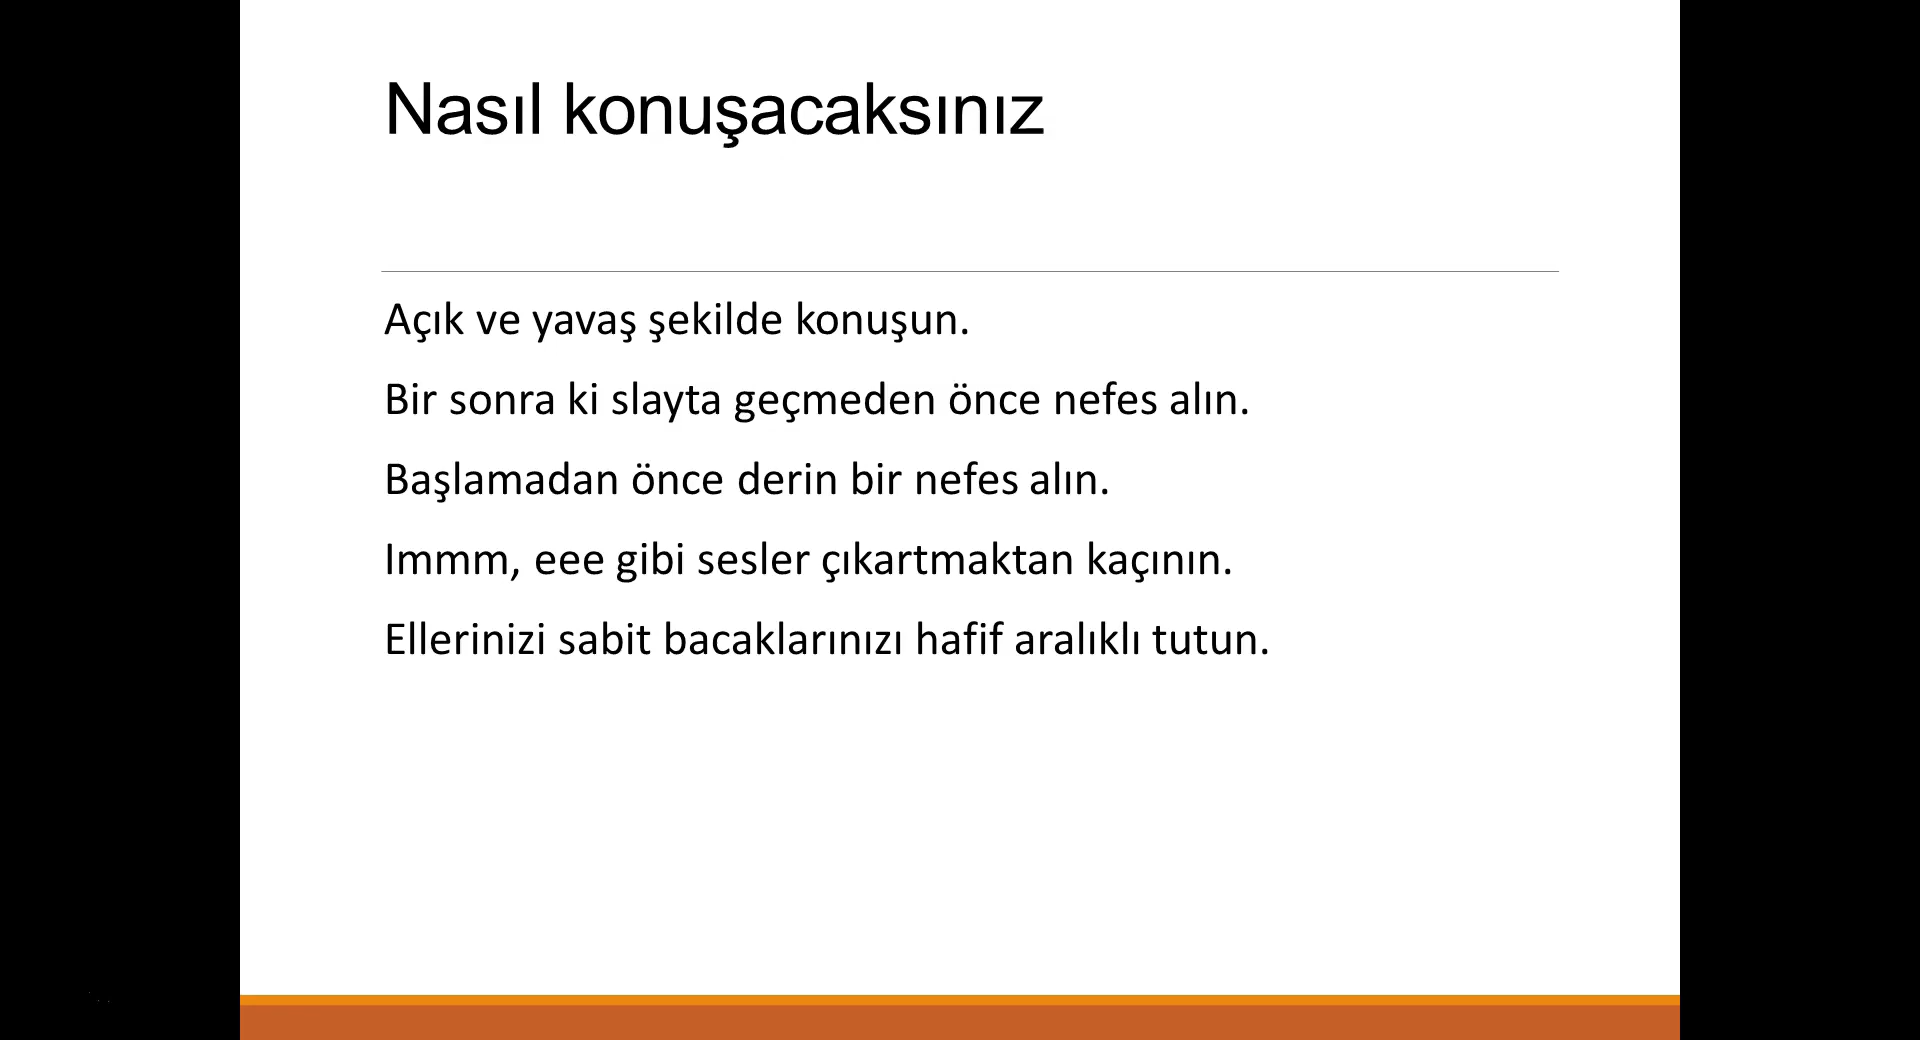 Nasıl konuşacaksınız
Açık ve yavaş şekilde konuşun.
Bir sonra ki slayta geçmeden önce nefes alın.
Başlamadan önce derin bir nefes alın.
Immm, eee gibi sesler çıkartmaktan kaçının.
Ellerinizi sabit bacaklarınızı hafif aralıklı tutun.